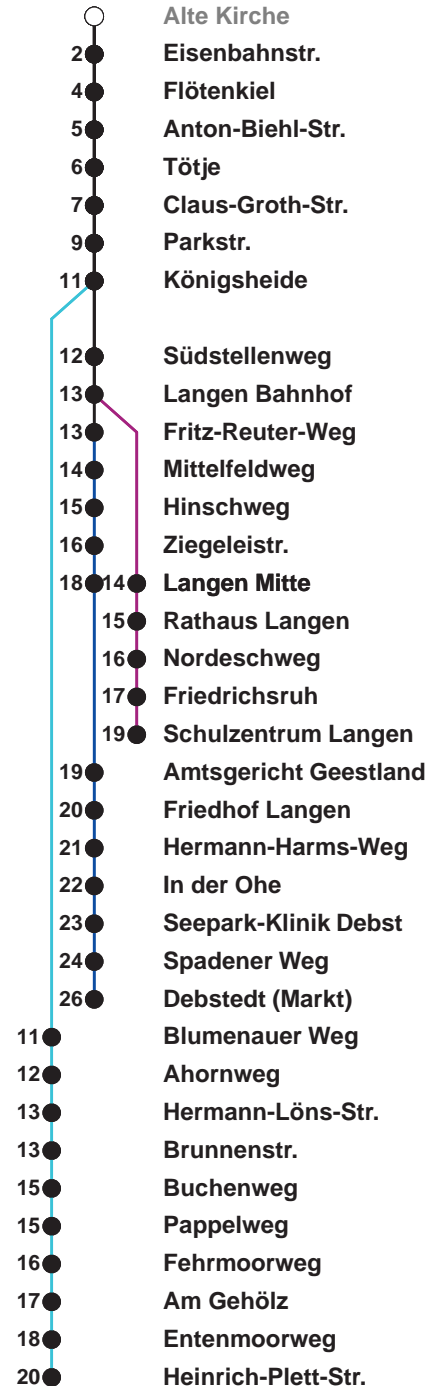 Alte Kirche
2 Eisenbahnstr.
4 Flötenkiel
5 Anton-Biehl-Str.
6 Tötje
7 Claus-Groth-Str.
9 Parkstr.
11 Königsheide
12 Südstellenweg
13 Langen Bahnhof
13 Fritz-Reuter-Weg
14 Mittelfeldweg
15 Hinschweg
16 Ziegeleistr.
18 14 Langen Mitte
15 Rathaus Langen
16 Nordeschweg
17 Friedrichsruh
19 Schulzentrum Langen
19 Amtsgericht Geestland
20 Friedhof Langen
21 Hermann-Harms-Weg
22 In der Ohe
23 Seepark-Klinik Debst
24 Spadener Weg
26 Debstedt (Markt)
11 Blumenauer Weg
12 Ahornweg
13 Hermann-Löns-Str.
13 Brunnenstr.
15 Buchenweg
15 Pappelweg
16 Fehrmoorweg
17 Am Gehölz
18 Entenmoorweg
20 Heinrich-Plett-Str.